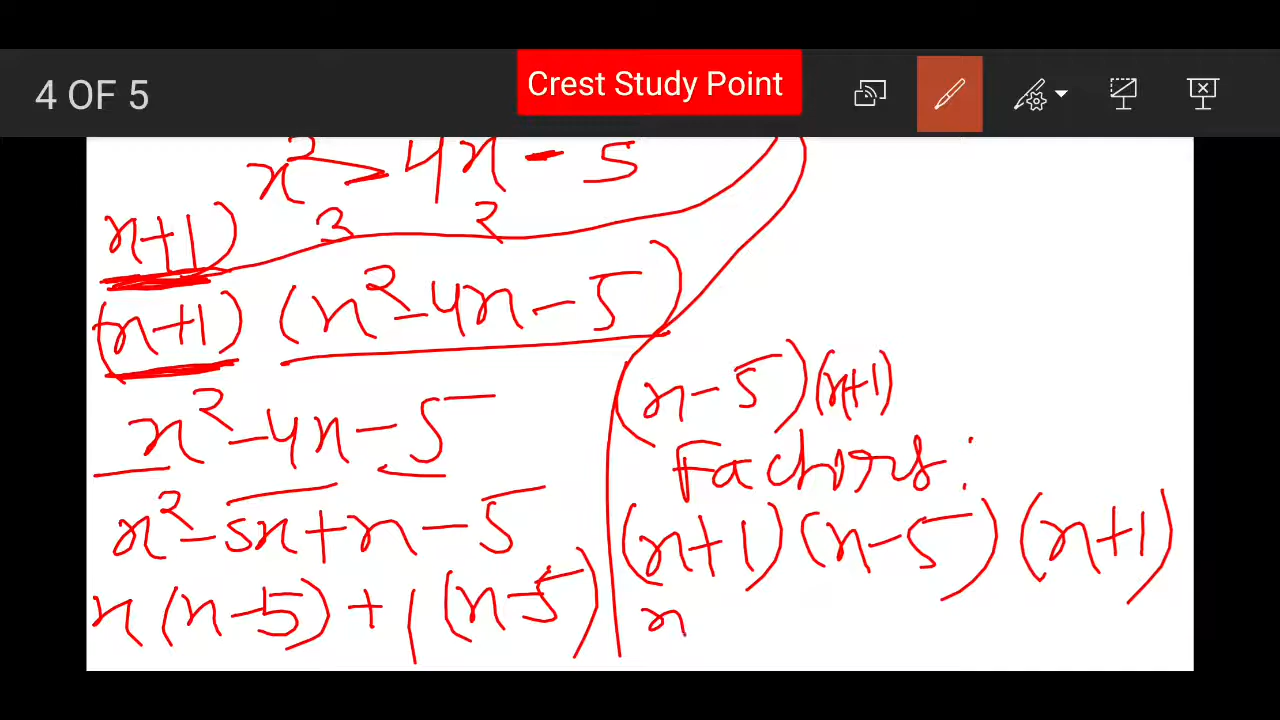 4 OF 5
Crest Study Point
x² - 4x - 5
x+1)
3 2
(x+1) (x² - 4x - 5)
x² - 4x - 5
x² - 5x + x - 5
x(x-5) + 1(x-5)
(x-5)(x+1)
Factors:
(x+1)(x-5)(x+1)
x